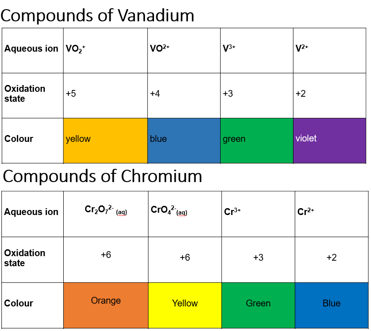 Compounds of Vanadium
Aqueous ion VO₂⁺ VO²⁺ V³⁺ V²⁺
Oxidation state +5 +4 +3 +2
Colour yellow blue green violet
Compounds of Chromium
Aqueous ion Cr₂O₇²⁻ (aq) CrO₄²⁻ (aq) Cr³⁺ Cr²⁺
Oxidation state +6 +6 +3 +2
Colour Orange Yellow Green Blue